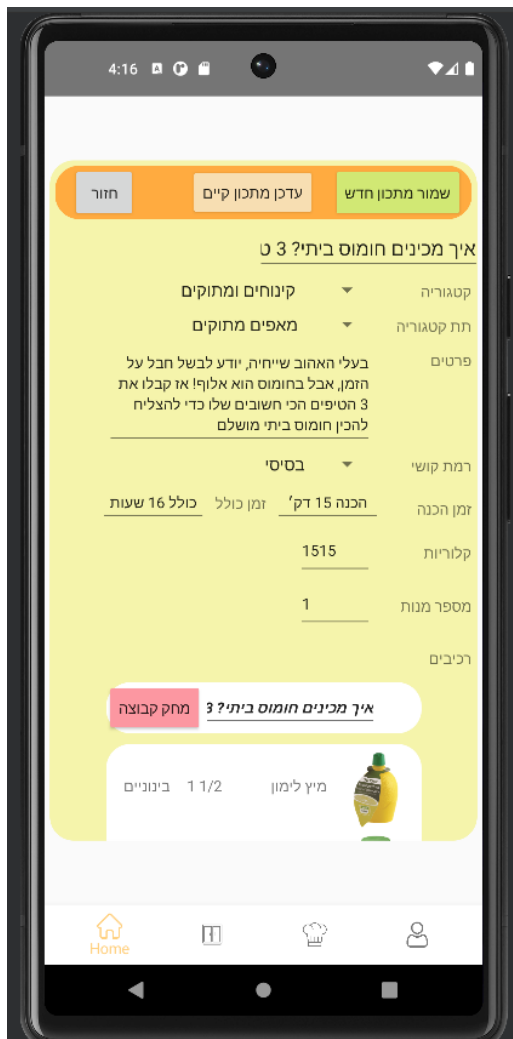 4:16
שמור מתכון חדש עדכן מתכון קיים חזור
איך מכינים חומוס ביתי? 3 ט
קטגוריה קינוחים ומתוקים
תת קטגוריה מאפים מתוקים
פרטים בעלי האהוב שייחיה, יודע לבשל חבל על
הזמן, אבל בחומוס הוא אלוף! אז קבלו את
3 הטיפים הכי חשובים שלו כדי להצליח
להכין חומוס ביתי מושלם
רמת קושי בסיסי
זמן הכנה הכנה 15 דק׳ זמן כולל כולל 16 שעות
קלוריות 1515
מספר מנות 1
רכיבים
איך מכינים חומוס ביתי? 3 מחק קבוצה
מיץ לימון 1 1/2 בינוניים
Home